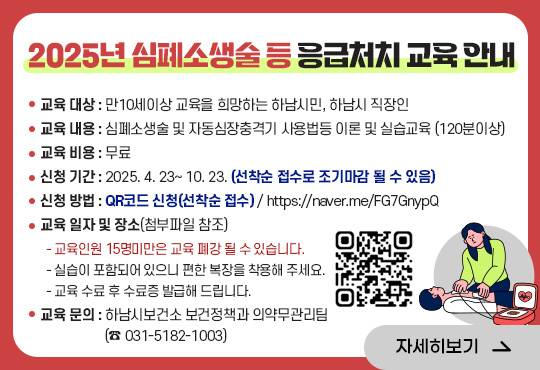 2025년 심폐소생술 등 응급처치 교육 안내
• 교육 대상 : 만10세이상 교육을 희망하는 하남시민, 하남시 직장인
• 교육 내용 : 심폐소생술 및 자동심장충격기 사용법등 이론 및 실습교육 (120분이상)
• 교육 비용 : 무료
• 신청 기간 : 2025. 4. 23~ 10. 23. (선착순 접수로 조기마감 될 수 있음)
• 신청 방법 : QR코드 신청(선착순 접수) / https://naver.me/FG7GnypQ
• 교육 일자 및 장소(첨부파일 참조)
- 교육인원 15명미만은 교육 폐강 될 수 있습니다.
- 실습이 포함되어 있으니 편한 복장을 착용해 주세요.
- 교육 수료 후 수료증 발급해 드립니다.
• 교육 문의 : 하남시보건소 보건정책과 의약무관리팀
(☎ 031-5182-1003)
자세히보기 →